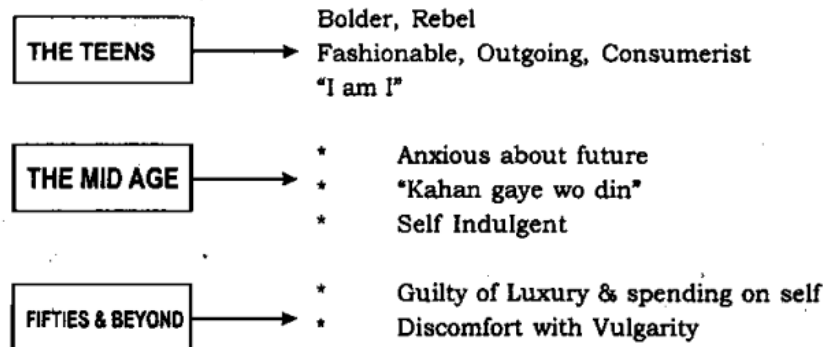 THE TEENS
Bolder, Rebel
Fashionable, Outgoing, Consumerist
"I am I"
THE MID AGE
* Anxious about future
* "Kahan gaye wo din"
* Self Indulgent
FIFTIES & BEYOND
* Guilty of Luxury & spending on self
* Discomfort with Vulgarity